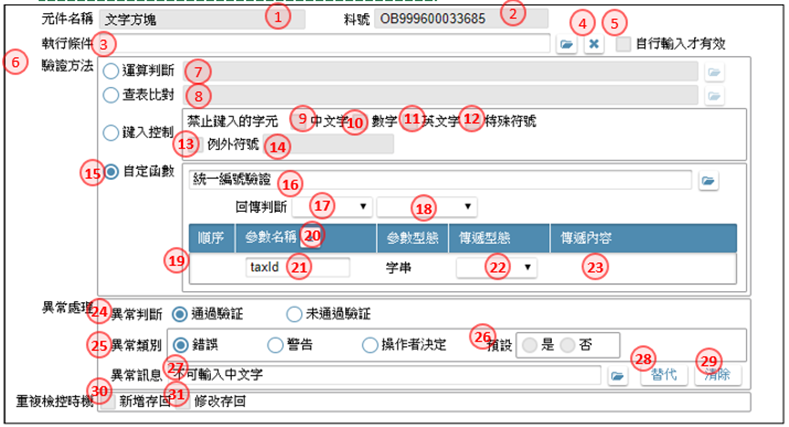 元件名稱 文字方塊 1 料號 OB999600033685 2
執行條件 3 4 5 自行輸入才有效
6 驗證方法 運算判斷 7
查表比對 8
鍵入控制 禁止鍵入的字元 9 中文字 10 數字 11 英文字 12 特殊符號
13 例外符號 14
15 自定函數 統一編號驗證 16
回傳判斷 17 18
順序 參數名稱 20 參數型態 傳遞型態 傳遞內容
19 taxId 21 字串 22 23
異常處理 24 異常判斷 通過驗証 未通過驗証
25 異常類別 錯誤 警告 操作者決定 26 預設 是 否
異常訊息 27 不可輸入中文字 28 替代 29 清除
重複檢控時機 30 新增存回 31 修改存回